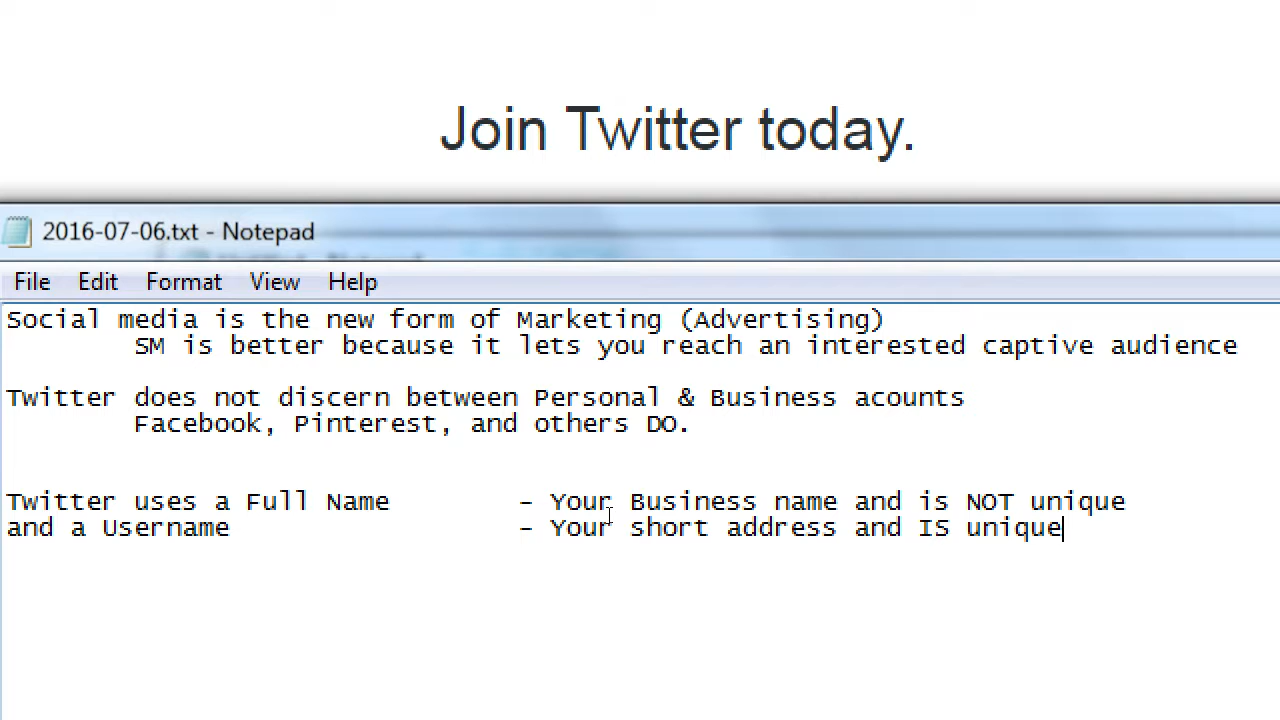 Join Twitter today.
2016-07-06.txt - Notepad
File Edit Format View Help
Social media is the new form of Marketing (Advertising)
SM is better because it lets you reach an interested captive audience
Twitter does not discern between Personal & Business acounts
Facebook, Pinterest, and others DO.
Twitter uses a Full Name - Your Business name and is NOT unique
and a Username - Your short address and IS unique